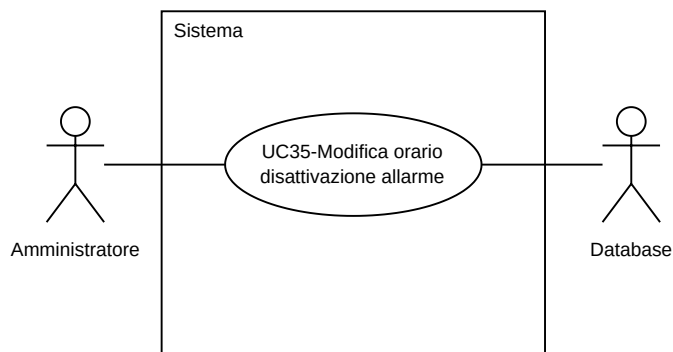 Sistema
UC35-Modifica orario
disattivazione allarme
Amministratore
Database